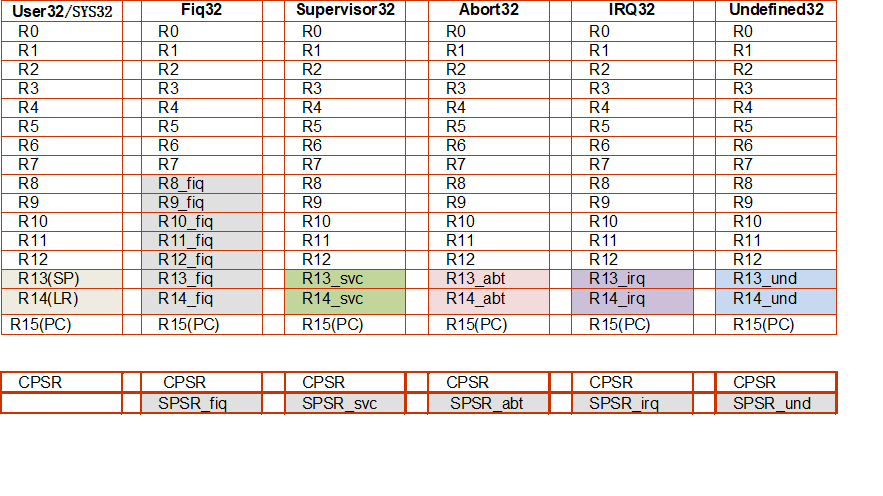 User32/SYS32 Fiq32 Supervisor32 Abort32 IRQ32 Undefined32
R0 R0 R0 R0 R0 R0
R1 R1 R1 R1 R1 R1
R2 R2 R2 R2 R2 R2
R3 R3 R3 R3 R3 R3
R4 R4 R4 R4 R4 R4
R5 R5 R5 R5 R5 R5
R6 R6 R6 R6 R6 R6
R7 R7 R7 R7 R7 R7
R8 R8_fiq R8 R8 R8 R8
R9 R9_fiq R9 R9 R9 R9
R10 R10_fiq R10 R10 R10 R10
R11 R11_fiq R11 R11 R11 R11
R12 R12_fiq R12 R12 R12 R12
R13(SP) R13_fiq R13_svc R13_abt R13_irq R13_und
R14(LR) R14_fiq R14_svc R14_abt R14_irq R14_und
R15(PC) R15(PC) R15(PC) R15(PC) R15(PC) R15(PC)
CPSR CPSR CPSR CPSR CPSR CPSR
SPSR_fiq SPSR_svc SPSR_abt SPSR_irq SPSR_und